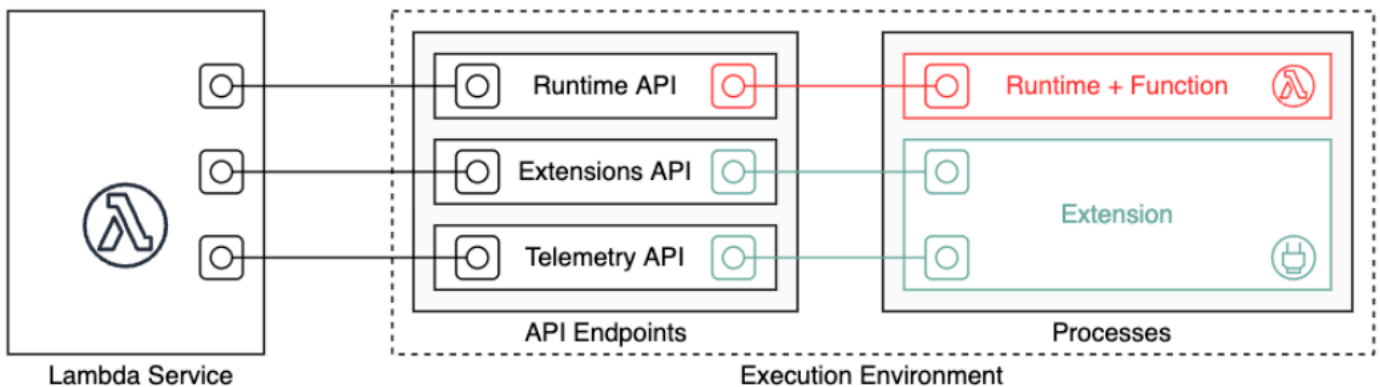 Runtime API
Runtime + Function
Extensions API
Extension
Telemetry API
API Endpoints
Processes
Lambda Service
Execution Environment